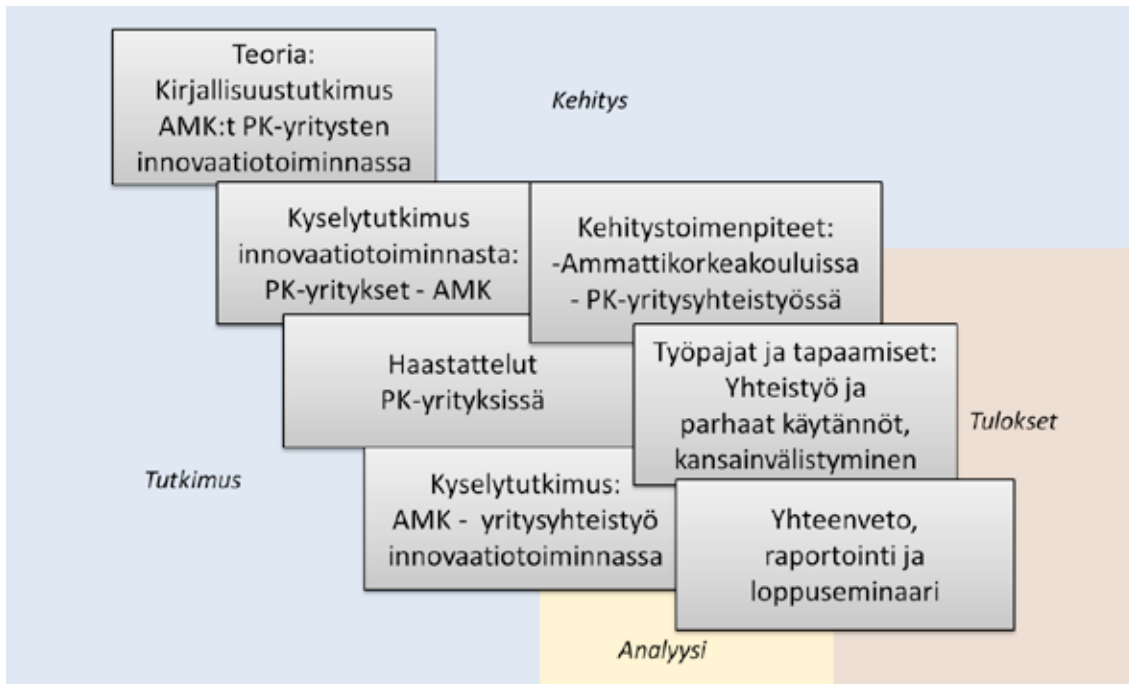 Teoria:
Kirjallisuustutkimus
AMK:t PK-yritysten
innovaatiotoiminnassa
Kehitys
Kyselytutkimus
innovaatiotoiminnasta:
PK-yritykset - AMK
Kehitystoimenpiteet:
-Ammattikorkeakouluissa
- PK-yritysyhteistyössä
Haastattelut
PK-yrityksissä
Työpajat ja tapaamiset:
Yhteistyö ja
parhaat käytännöt,
kansainvälistyminen
Tulokset
Tutkimus
Kyselytutkimus:
AMK - yritysyhteistyö
innovaatiotoiminnassa
Yhteenveto,
raportointi ja
loppuseminaari
Analyysi